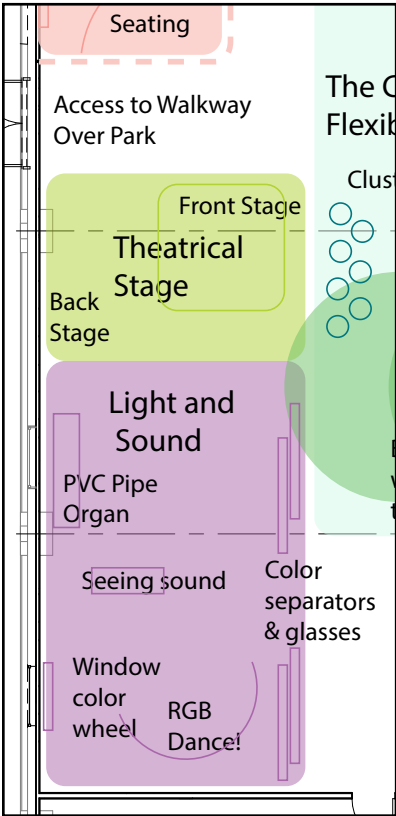 Seating
Access to Walkway
Over Park
The
Front Stage
Theatrical
Stage
Back
Stage
Light and
Sound
PVC Pipe
Organ
Seeing sound
Color
separators
& glasses
Window
color
wheel
RGB
Dance!